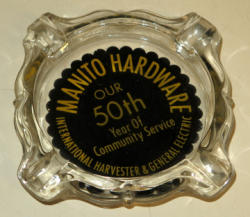 MANITO HARDWARE
OUR
50th
Year Of
Community Service
INTERNATIONAL HARVESTER & GENERAL ELECTRIC